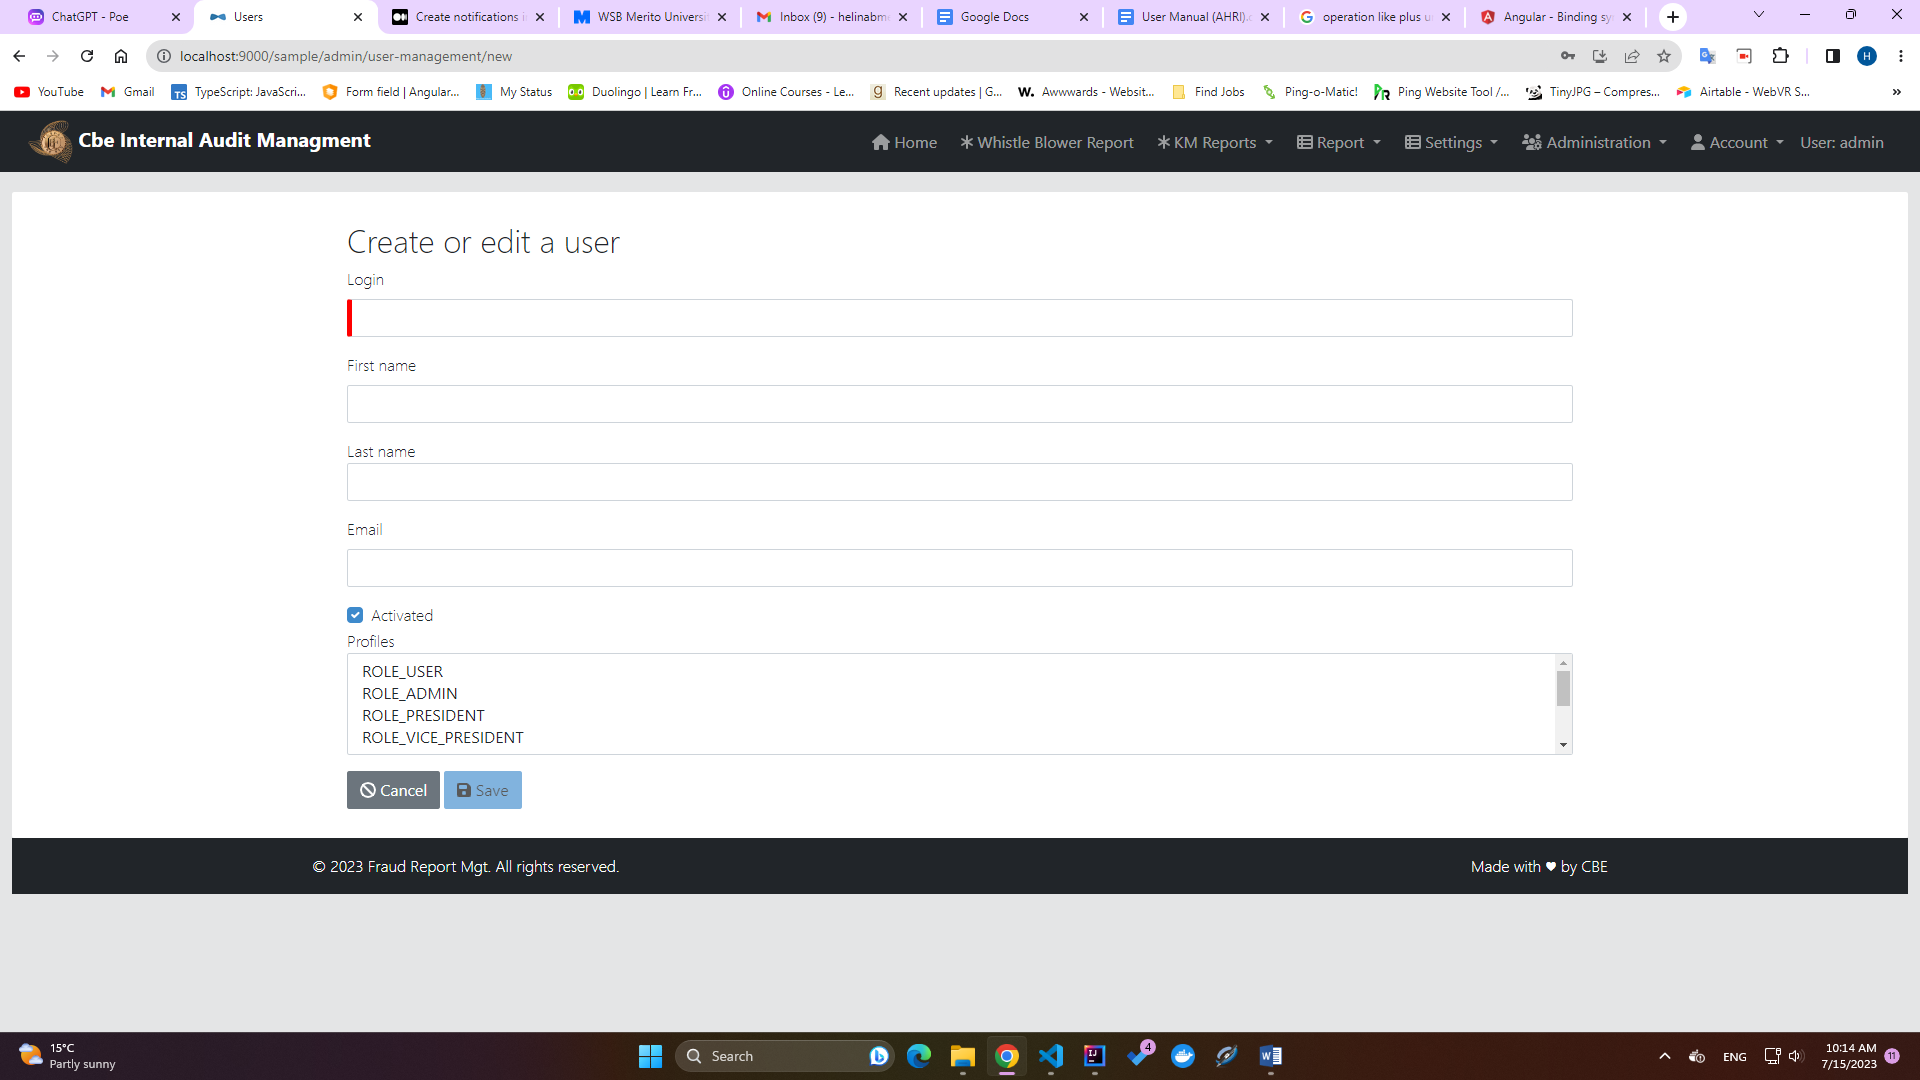 ChatGPT - Poe
Users
Create notifications i
WSB Merito Universi
Inbox (9) - helinabm
Google Docs
User Manual (AHRI).
operation like plus u
Angular - Binding sy
localhost:9000/sample/admin/user-management/new
H
YouTube
Gmail
TypeScript: JavaScri...
Form field | Angular...
My Status
Duolingo | Learn Fr...
Online Courses - Le...
Recent updates | G...
Awwwards - Websit...
Find Jobs
Ping-o-Matic!
Ping Website Tool /...
TinyJPG – Compres...
Airtable - WebVR S...
»
Cbe Internal Audit Managment
Home
Whistle Blower Report
KM Reports
Report
Settings
Administration
Account
User: admin
Create or edit a user
Login
First name
Last name
Email
Activated
Profiles
ROLE_USER
ROLE_ADMIN
ROLE_PRESIDENT
ROLE_VICE_PRESIDENT
Cancel
Save
© 2023 Fraud Report Mgt. All rights reserved.
Made with ♥ by CBE
15°C
Partly sunny
Search
4
ENG
10:14 AM
7/15/2023
11